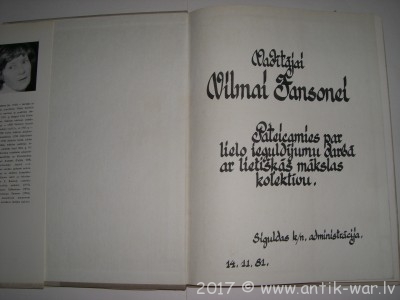 Vadītājai
Vilmai Jansonei
Pateicamies par
lielo ieguldījumu darbā
ar lietišķās mākslas
kolektīvu.
Siguldas k/n. administrācija.
14.11.81.
2017 © www.antik-war.lv